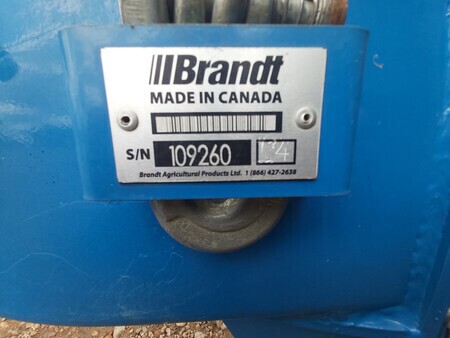 Brandt
MADE IN CANADA
S/N 109260
Brandt Agricultural Products Ltd. 1 (866) 427-2638